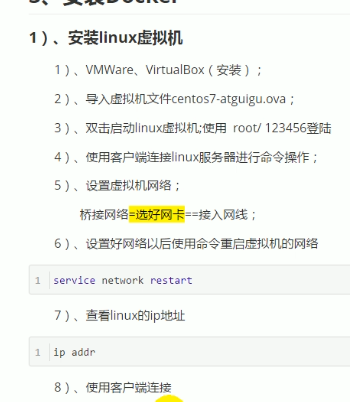 3、安装Docker
1）、安装linux虚拟机
1）、VMWare、VirtualBox（安装）；
2）、导入虚拟机文件centos7-atguigu.ova；
3）、双击启动linux虚拟机;使用 root/ 123456登陆
4）、使用客户端连接linux服务器进行命令操作；
5）、设置虚拟机网络；
桥接网络=选好网卡==接入网线；
6）、设置好网络以后使用命令重启虚拟机的网络
1 service network restart
7）、查看linux的ip地址
1 ip addr
8）、使用客户端连接